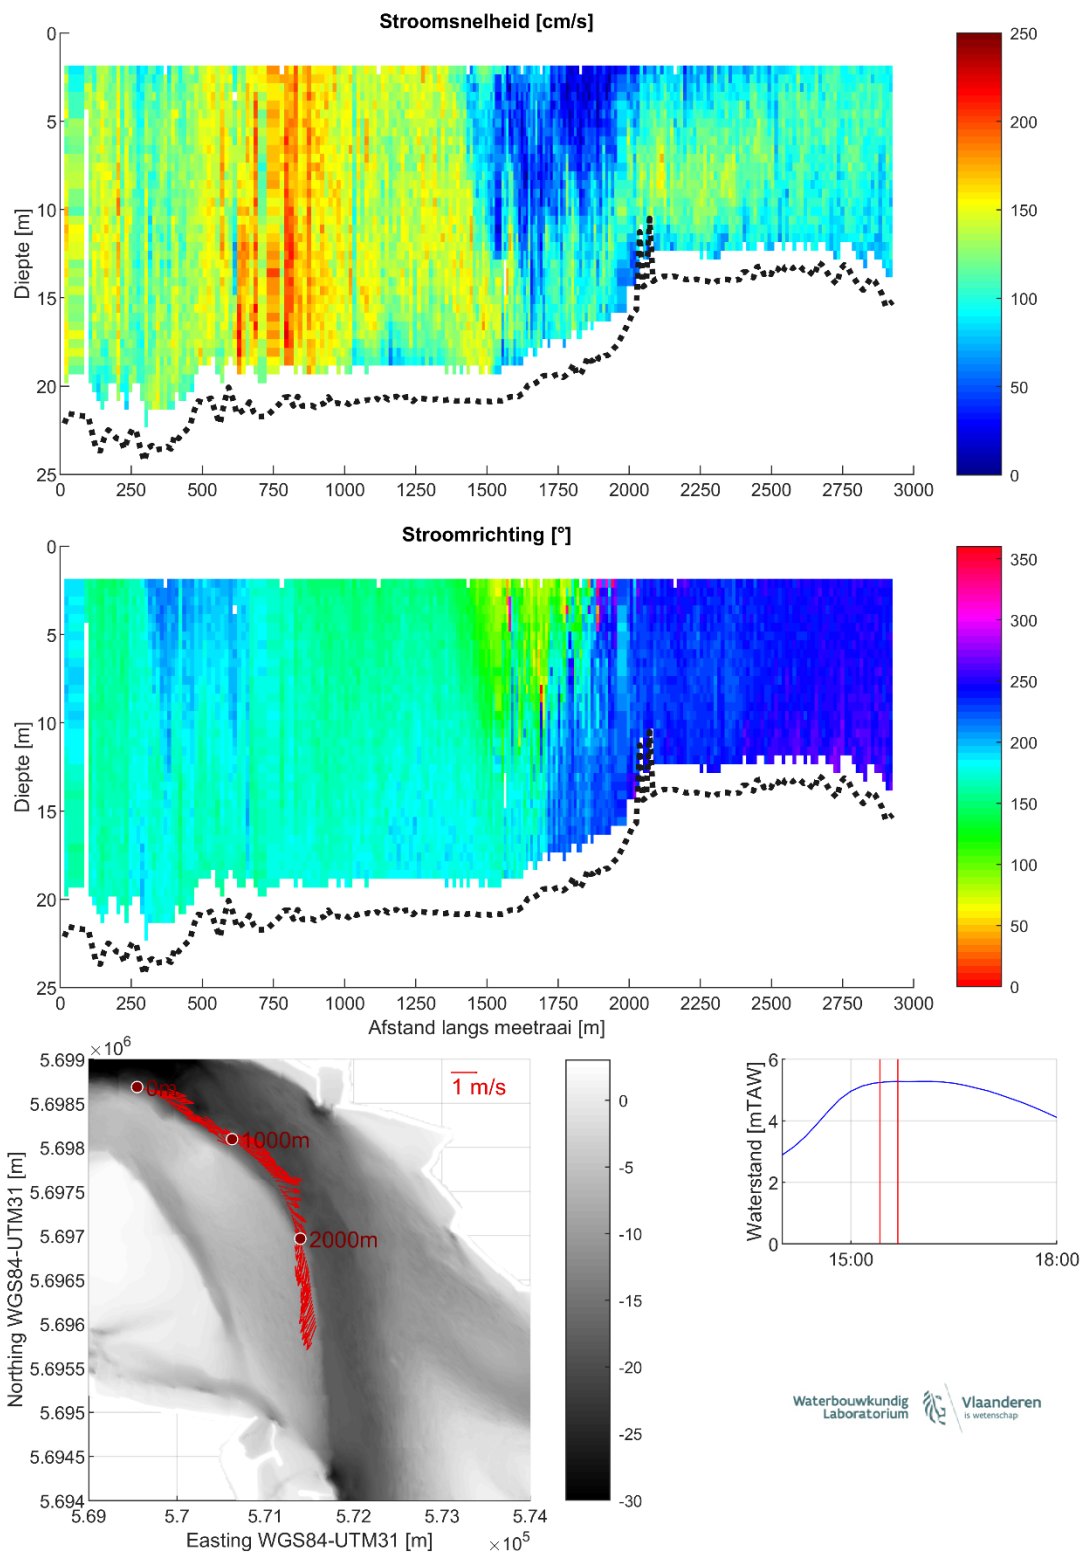 Stroomsnelheid [cm/s]
0
5
10
15
20
25
Diepte [m]
0 250 500 750 1000 1250 1500 1750 2000 2250 2500 2750 3000
250
200
150
100
50
0
Stroomrichting [°]
0
5
10
15
20
25
Diepte [m]
0 250 500 750 1000 1250 1500 1750 2000 2250 2500 2750 3000
Afstand langs meetraai [m]
350
300
250
200
150
100
50
0
×10⁶
5.699
5.6985
5.698
5.6975
5.697
5.6965
5.696
5.6955
5.695
5.6945
5.694
Northing WGS84-UTM31 [m]
1 m/s
0m
1000m
2000m
5.69 5.7 5.71 5.72 5.73 5.74
Easting WGS84-UTM31 [m]
×10⁵
0
-5
-10
-15
-20
-25
-30
6
4
2
0
Waterstand [mTAW]
15:00 18:00
Waterbouwkundig
Laboratorium
Vlaanderen
is wetenschap